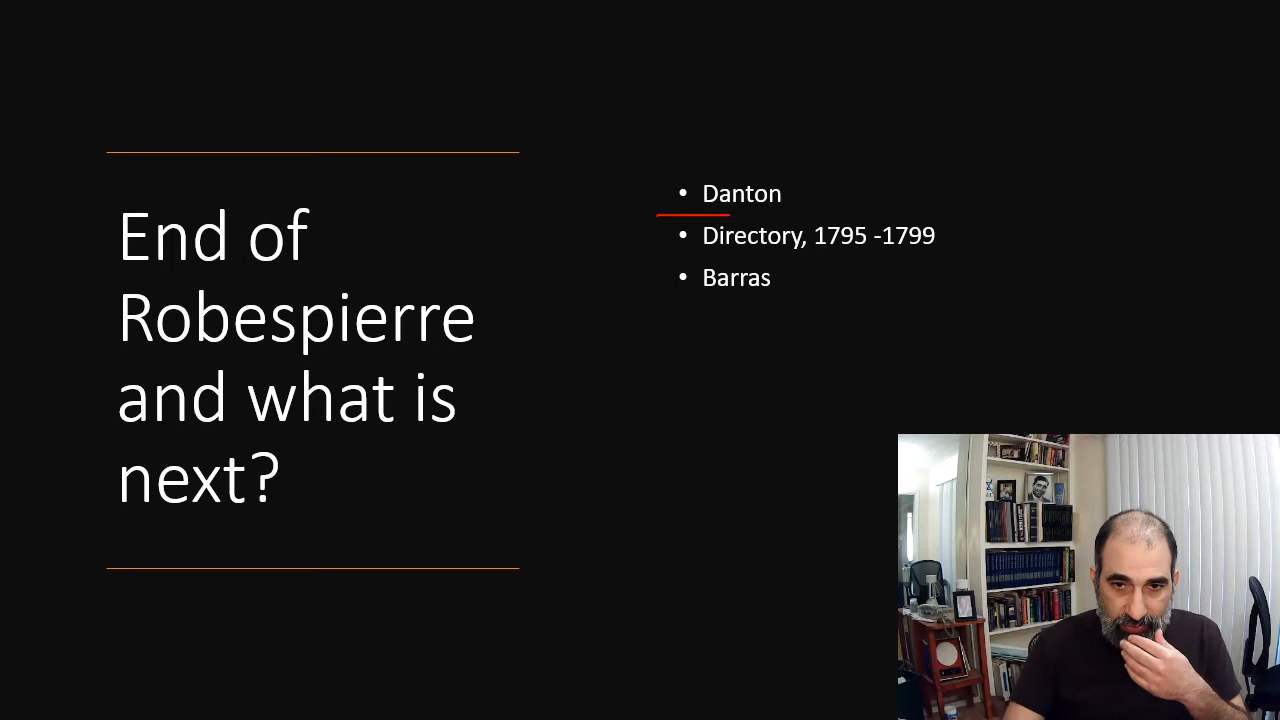 End of
Robespierre
and what is
next?
• Danton
• Directory, 1795 -1799
• Barras